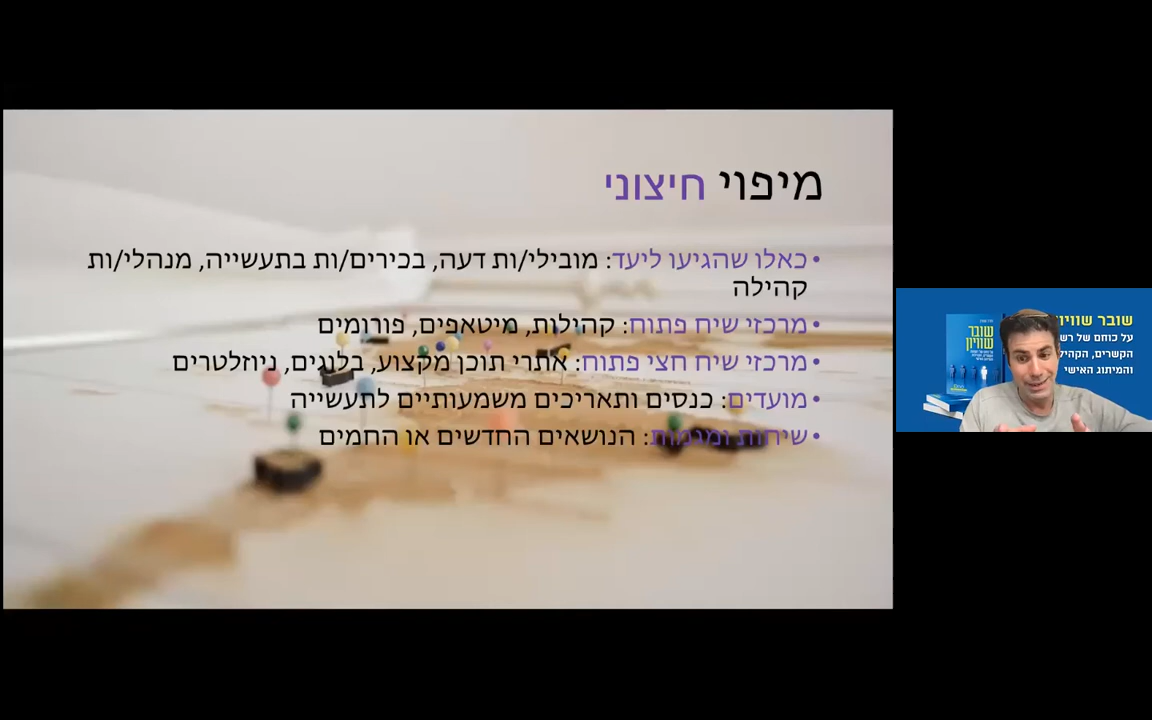 מיפוי חיצוני
• כאלו שהגיעו ליעד: מובילי/ות דעה, בכירים/ות בתעשייה, מנהלי/ות
קהילה
• מרכזי שיח פתוח: קהילות, מיטאפים, פורומים
• מרכזי שיח חצי פתוח: אתרי תוכן מקצוע, בלוגים, ניוזלטרים
• מועדים: כנסים ותאריכים משמעותיים לתעשייה
• שיחות ומגמות: הנושאים החדשים או החמים
שובר שוויון
על כוחם של רש
הקשרים, הקהיל
והמיתוג האישי
שובר
שוויון